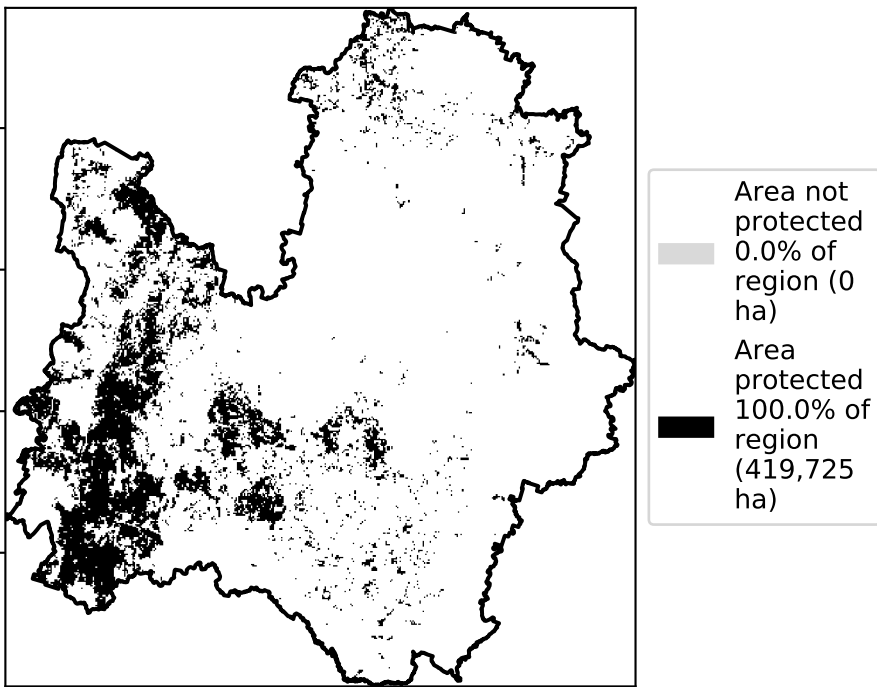 Area not
protected
0.0% of
region (0
ha)
Area
protected
100.0% of
region
(419,725
ha)